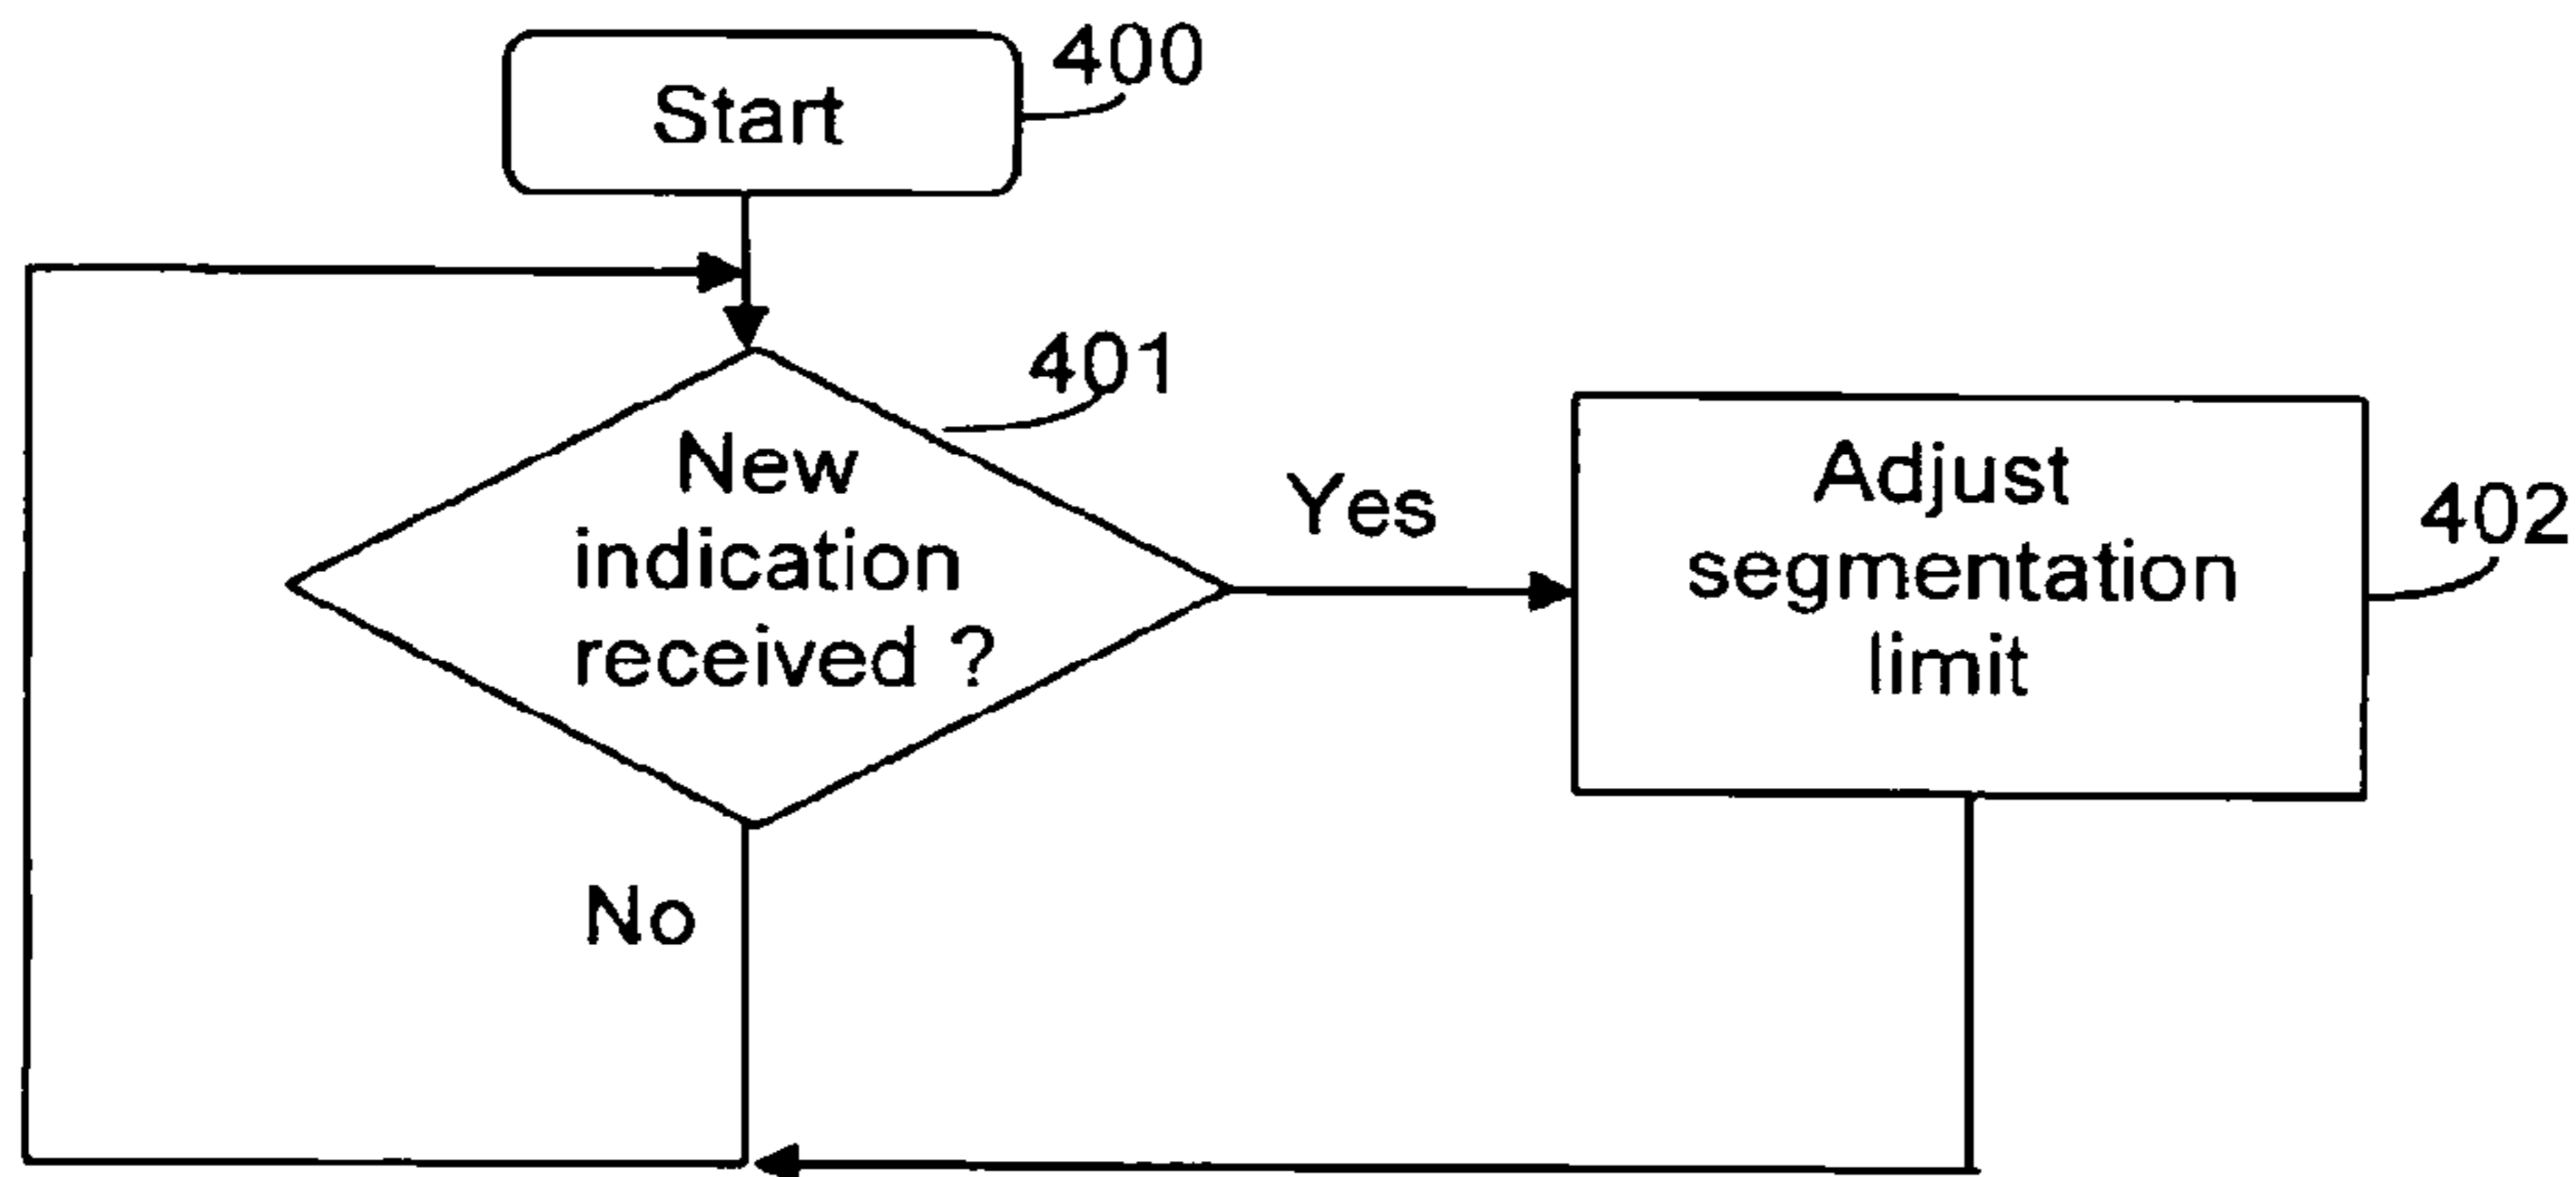 Start
400
401
New
indication
received ?
Yes
Adjust
segmentation
limit
402
No